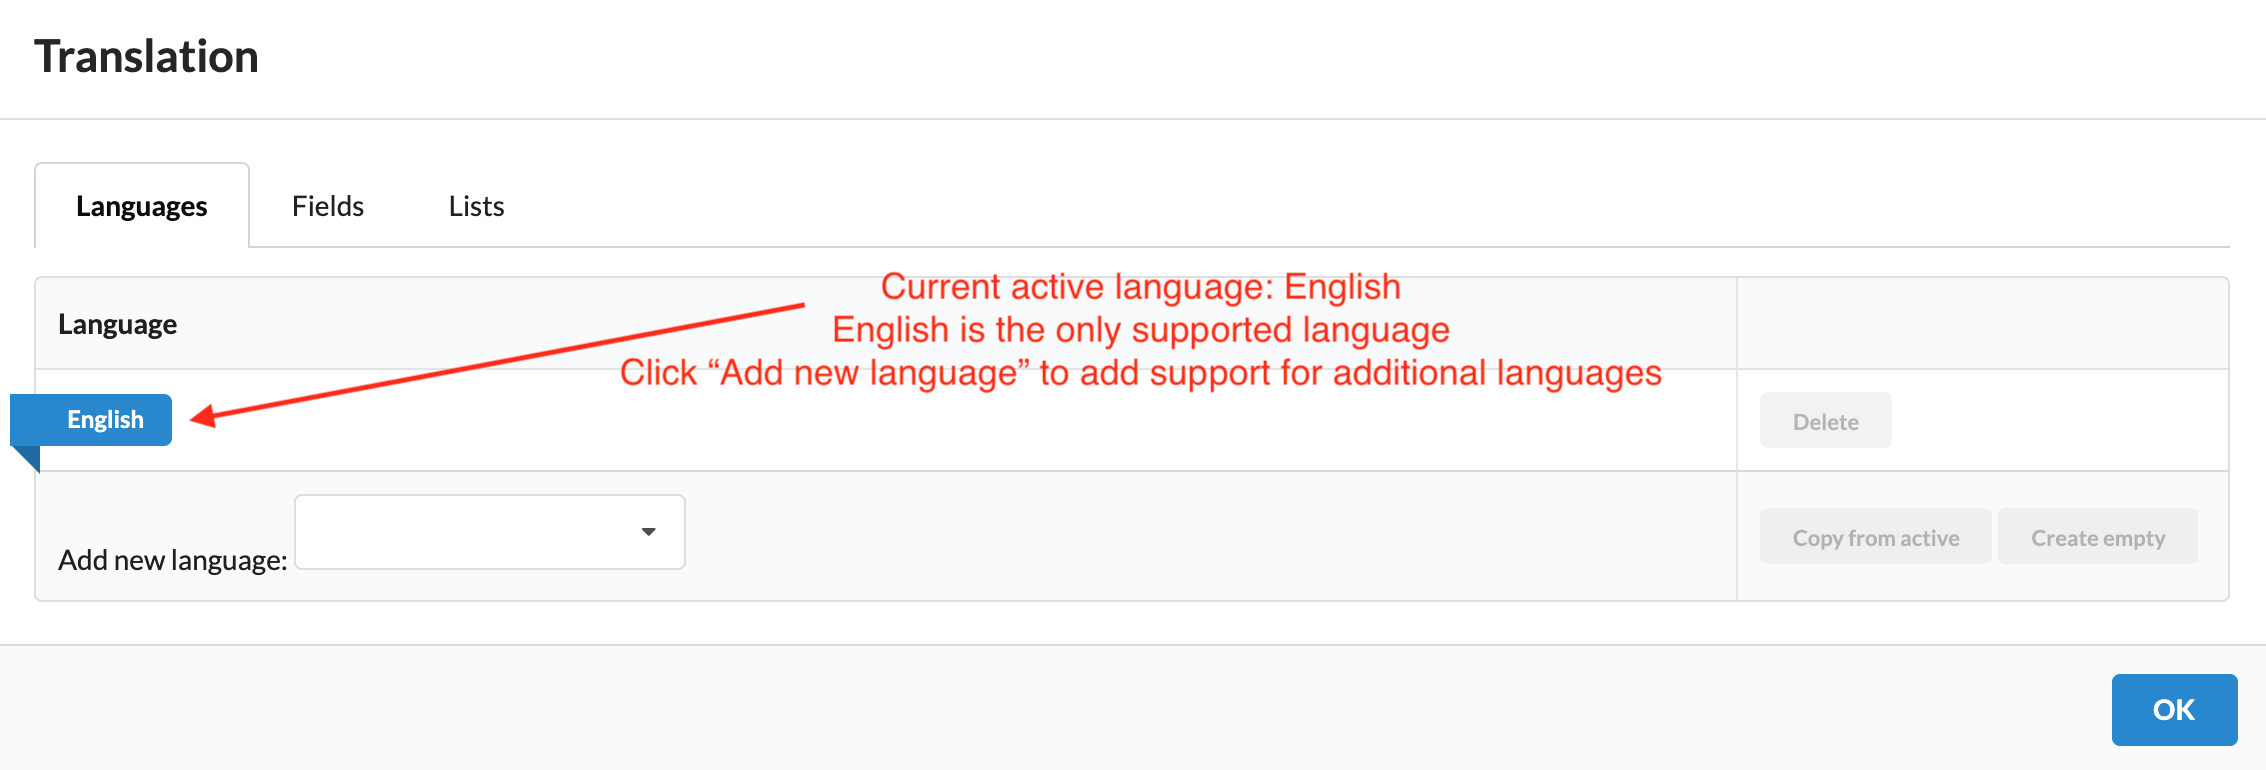 Translation
Languages
Fields
Lists
Current active language: English
Language
English is the only supported language
Click “Add new language” to add support for additional languages
English
Delete
Add new language:
Copy from active
Create empty
OK